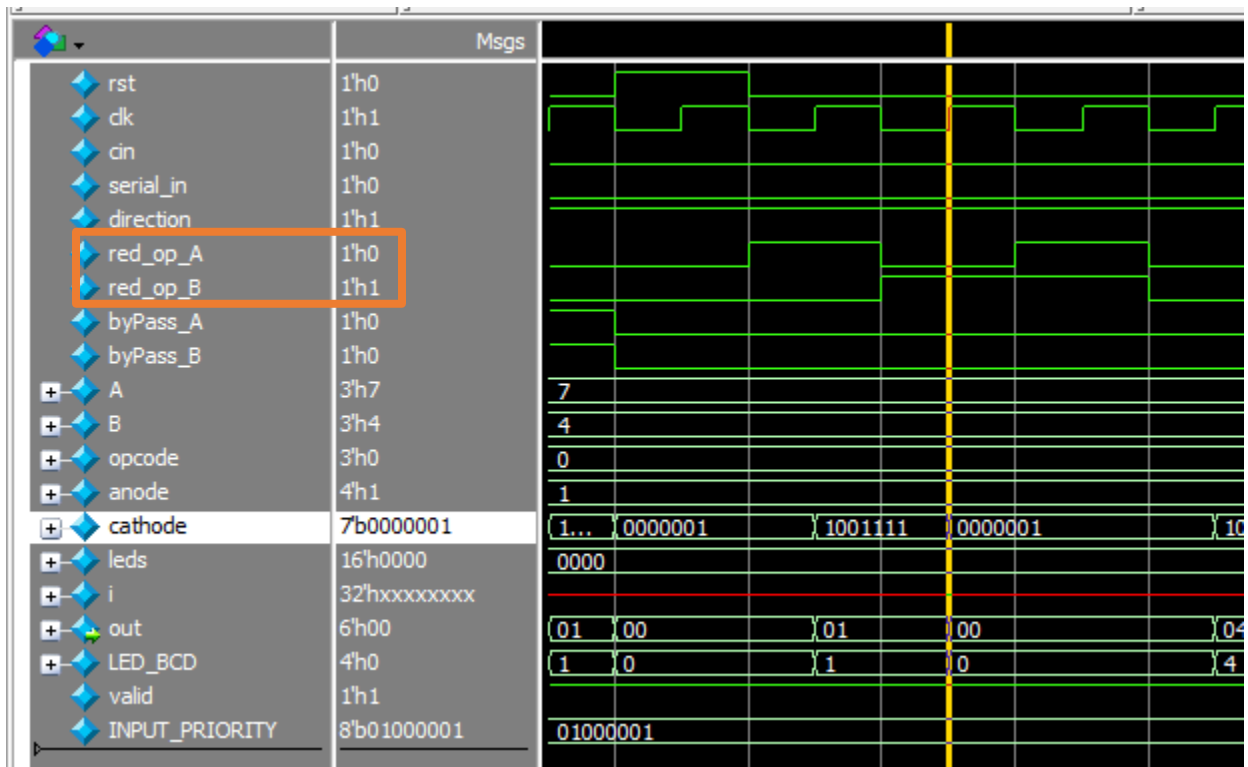 Msgs
rst 1'h0
clk 1'h1
cin 1'h0
serial_in 1'h0
direction 1'h1
red_op_A 1'h0
red_op_B 1'h1
byPass_A 1'h0
byPass_B 1'h0
A 3'h7 7
B 3'h4 4
opcode 3'h0 0
anode 4'h1 1
cathode 7'b0000001 1... 0000001 1001111 0000001 10
leds 16'h0000 0000
i 32'hxxxxxxxx
out 6'h00 01 00 01 00 04
LED_BCD 4'h0 1 0 1 0 4
valid 1'h1
INPUT_PRIORITY 8'b01000001 01000001